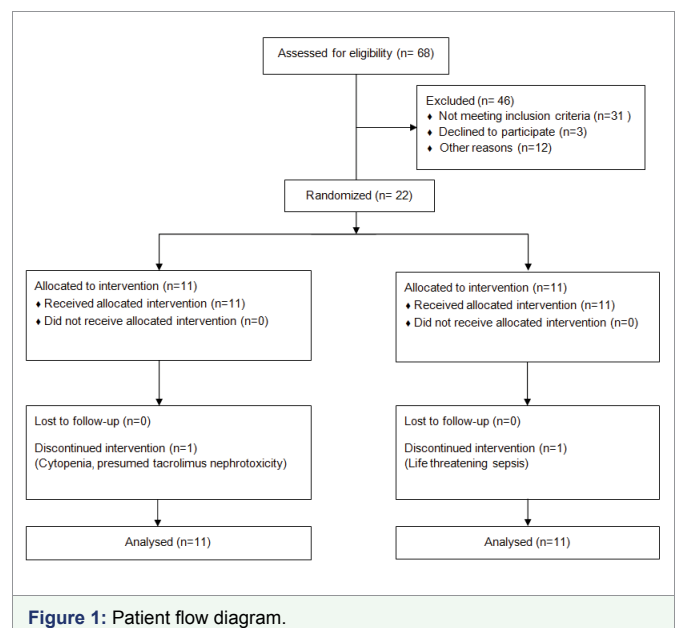 Assessed for eligibility (n= 68)
Excluded (n= 46)
♦ Not meeting inclusion criteria (n=31 )
♦ Declined to participate (n=3)
♦ Other reasons (n=12)
Randomized (n= 22)
Allocated to intervention (n=11)
♦ Received allocated intervention (n=11)
♦ Did not receive allocated intervention (n=0)
Allocated to intervention (n=11)
♦ Received allocated intervention (n=11)
♦ Did not receive allocated intervention (n=0)
Lost to follow-up (n=0)
Discontinued intervention (n=1)
(Cytopenia, presumed tacrolimus nephrotoxicity)
Lost to follow-up (n=0)
Discontinued intervention (n=1)
(Life threatening sepsis)
Analysed (n=11)
Analysed (n=11)
Figure 1: Patient flow diagram.